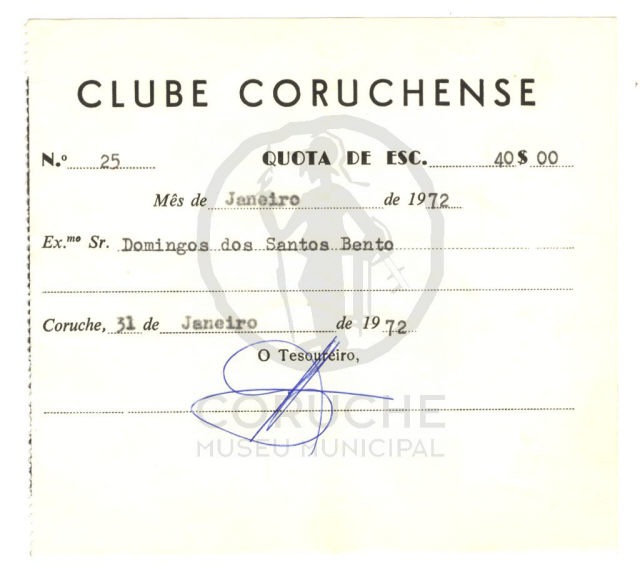 CLUBE CORUCHENSE
N.º 25 QUOTA DE ESC. 40$00
Mês de Janeiro de 1972
Ex.mo Sr. Domingos dos Santos Bento
Coruche, 31 de Janeiro de 1972
O Tesoureiro,
CORUCHE
MUSEU MUNICIPAL